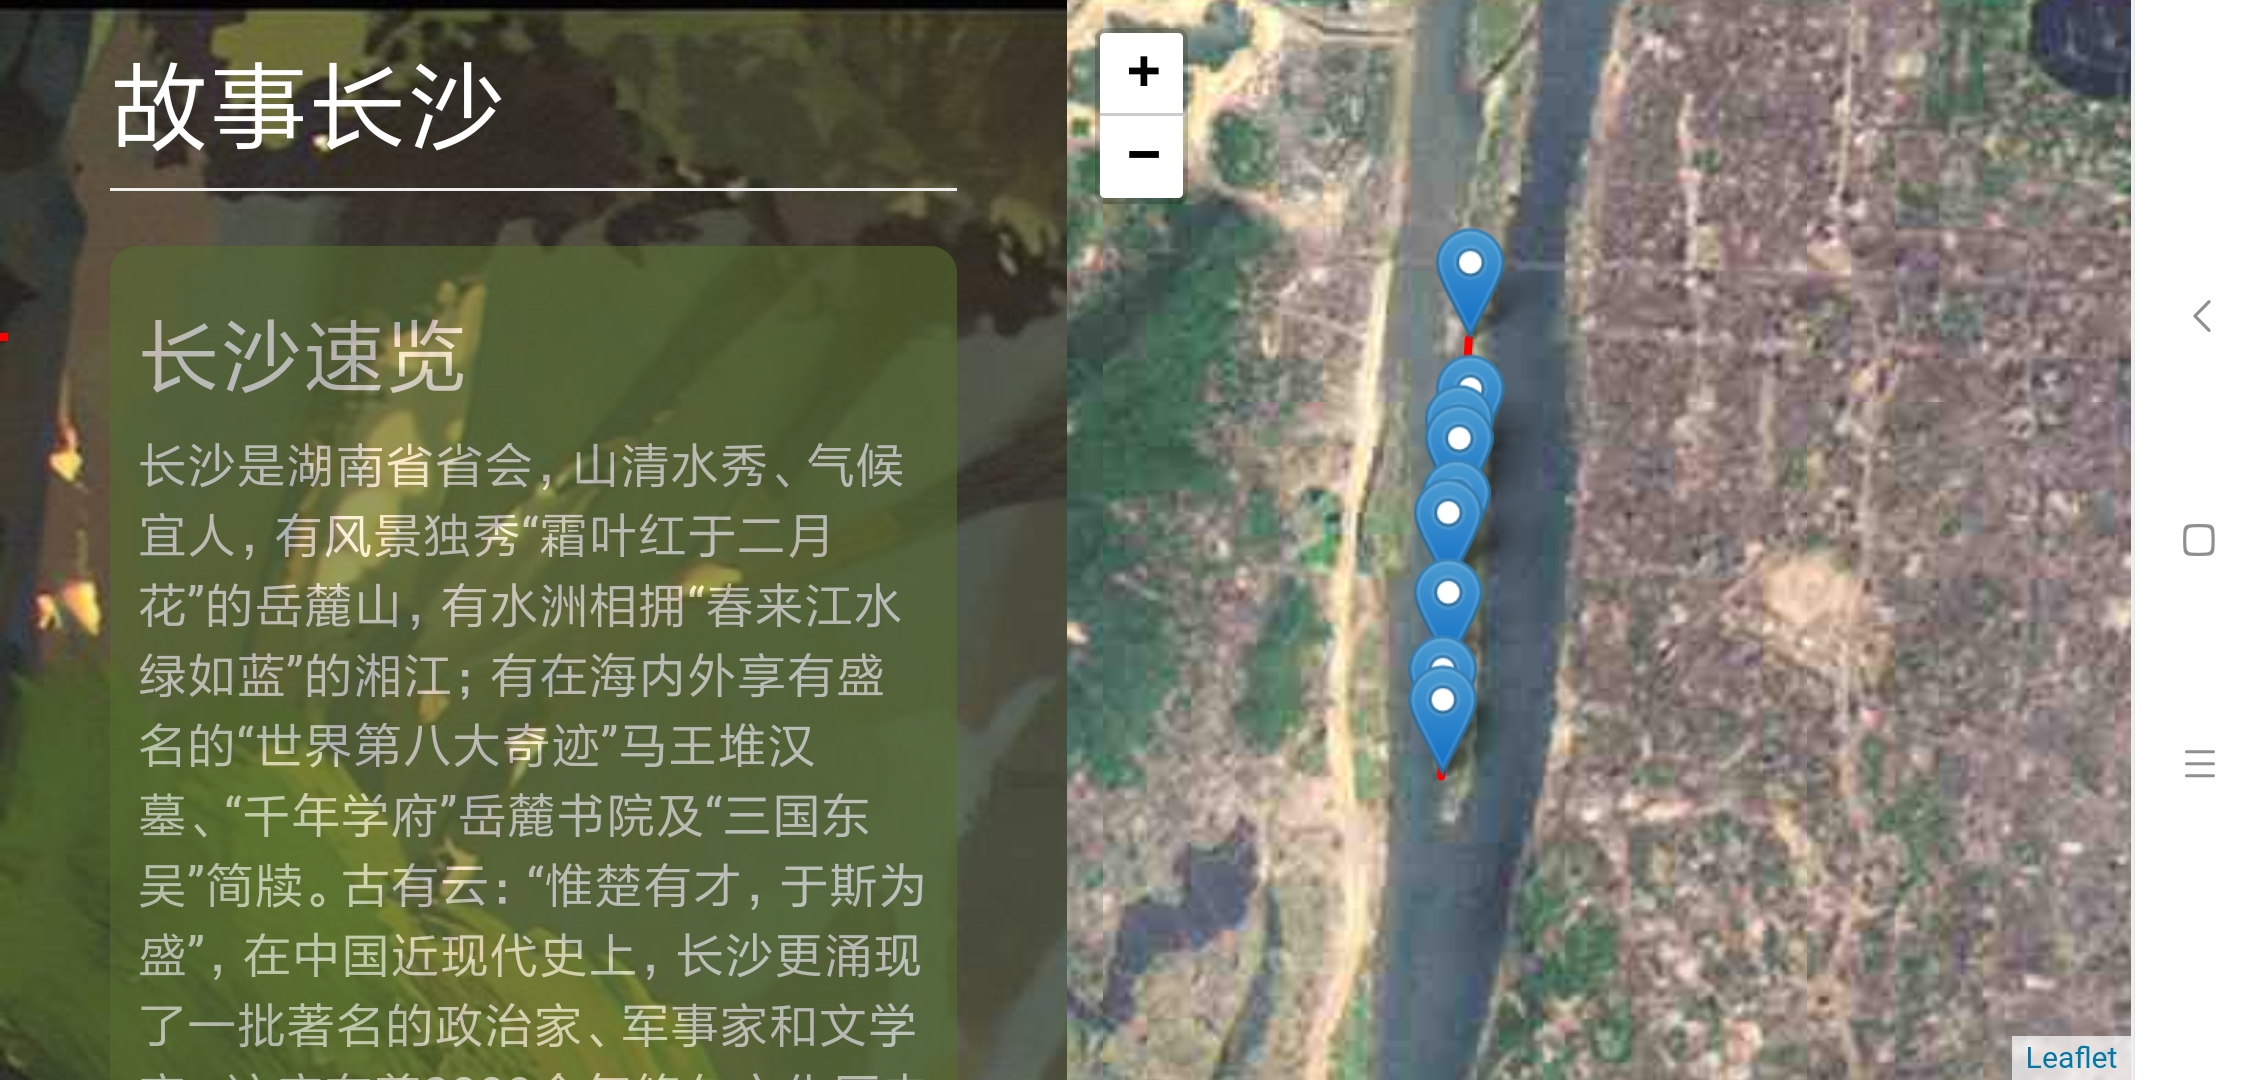 故事长沙
长沙速览
长沙是湖南省省会，山清水秀、气候
宜人，有风景独秀“霜叶红于二月
花”的岳麓山，有水洲相拥“春来江水
绿如蓝”的湘江；有在海内外享有盛
名的“世界第八大奇迹”马王堆汉
墓、“千年学府”岳麓书院及“三国东
吴”简牍。古有云：“惟楚有才，于斯为
盛”，在中国近现代史上，长沙更涌现
了一批著名的政治家、军事家和文学
+
−
Leaflet